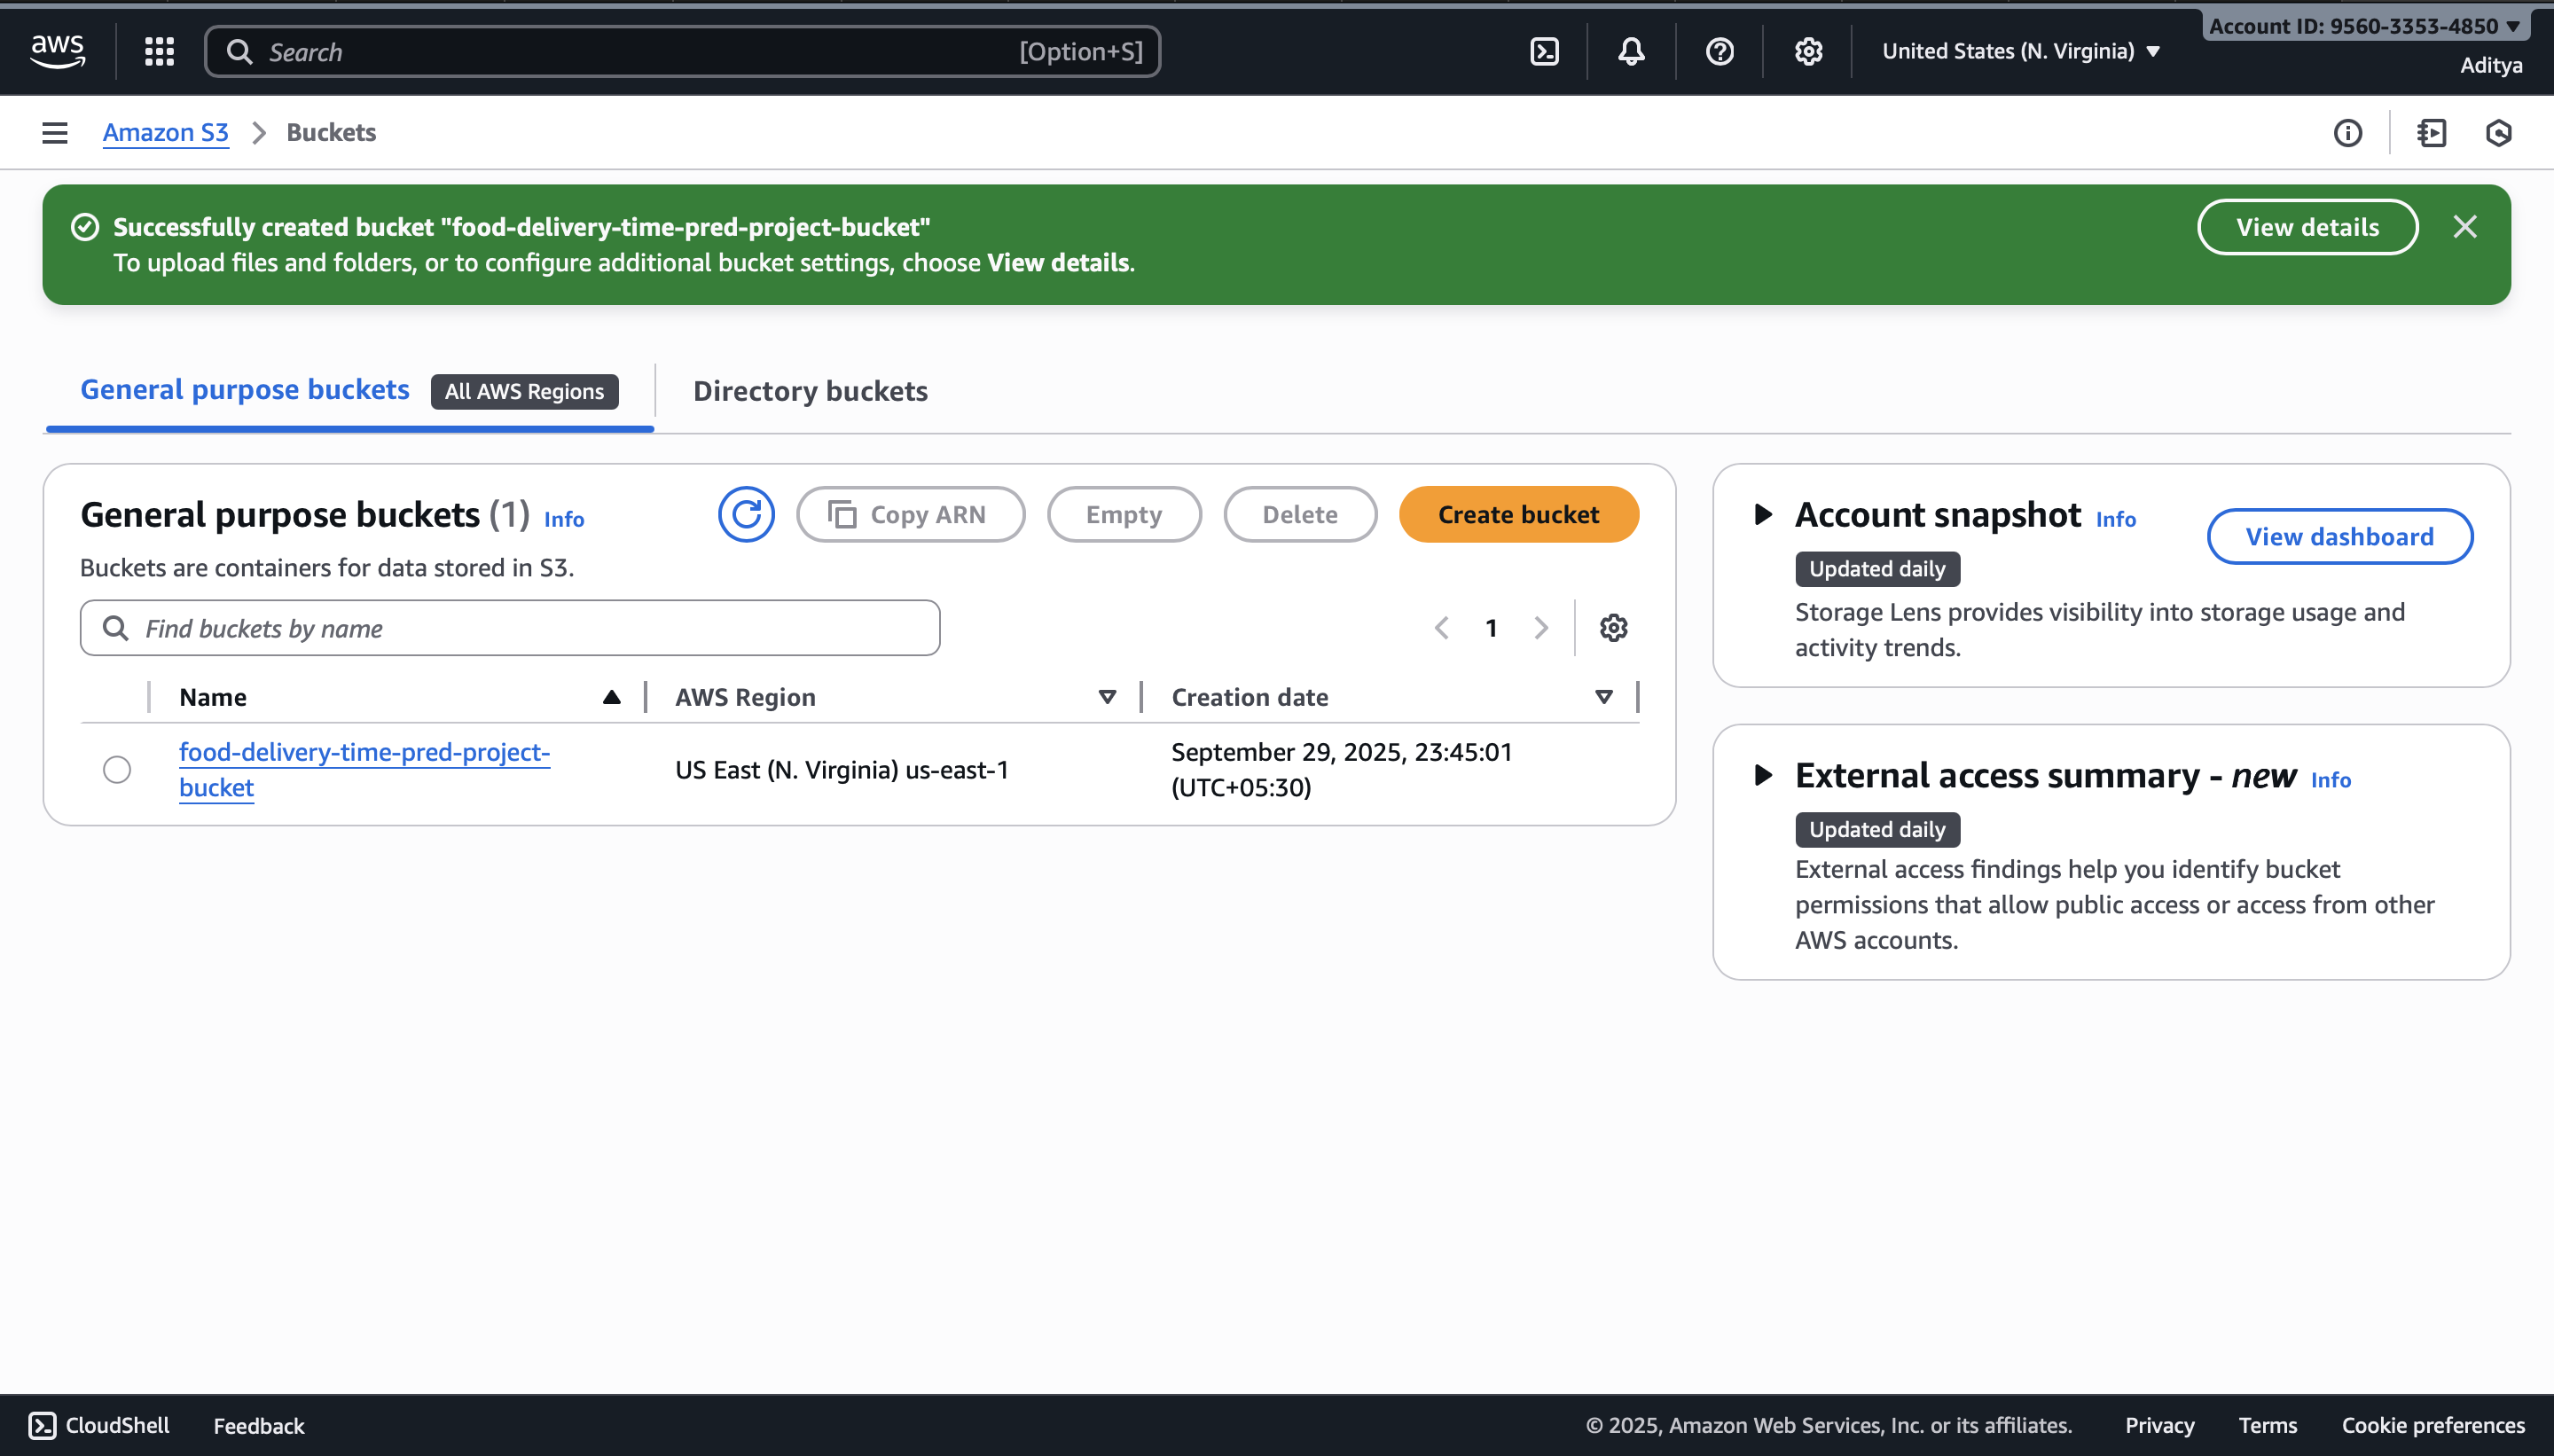 aws
Search
[Option+S]
United States (N. Virginia)
Account ID: 9560-3353-4850
Aditya
Amazon S3
Buckets
Successfully created bucket "food-delivery-time-pred-project-bucket"
To upload files and folders, or to configure additional bucket settings, choose View details.
View details
General purpose buckets
All AWS Regions
Directory buckets
General purpose buckets (1) Info
Copy ARN
Empty
Delete
Create bucket
Buckets are containers for data stored in S3.
Find buckets by name
1
Name
AWS Region
Creation date
food-delivery-time-pred-project-
bucket
US East (N. Virginia) us-east-1
September 29, 2025, 23:45:01
(UTC+05:30)
Account snapshot Info
View dashboard
Updated daily
Storage Lens provides visibility into storage usage and
activity trends.
External access summary - new Info
Updated daily
External access findings help you identify bucket
permissions that allow public access or access from other
AWS accounts.
CloudShell
Feedback
© 2025, Amazon Web Services, Inc. or its affiliates.
Privacy
Terms
Cookie preferences